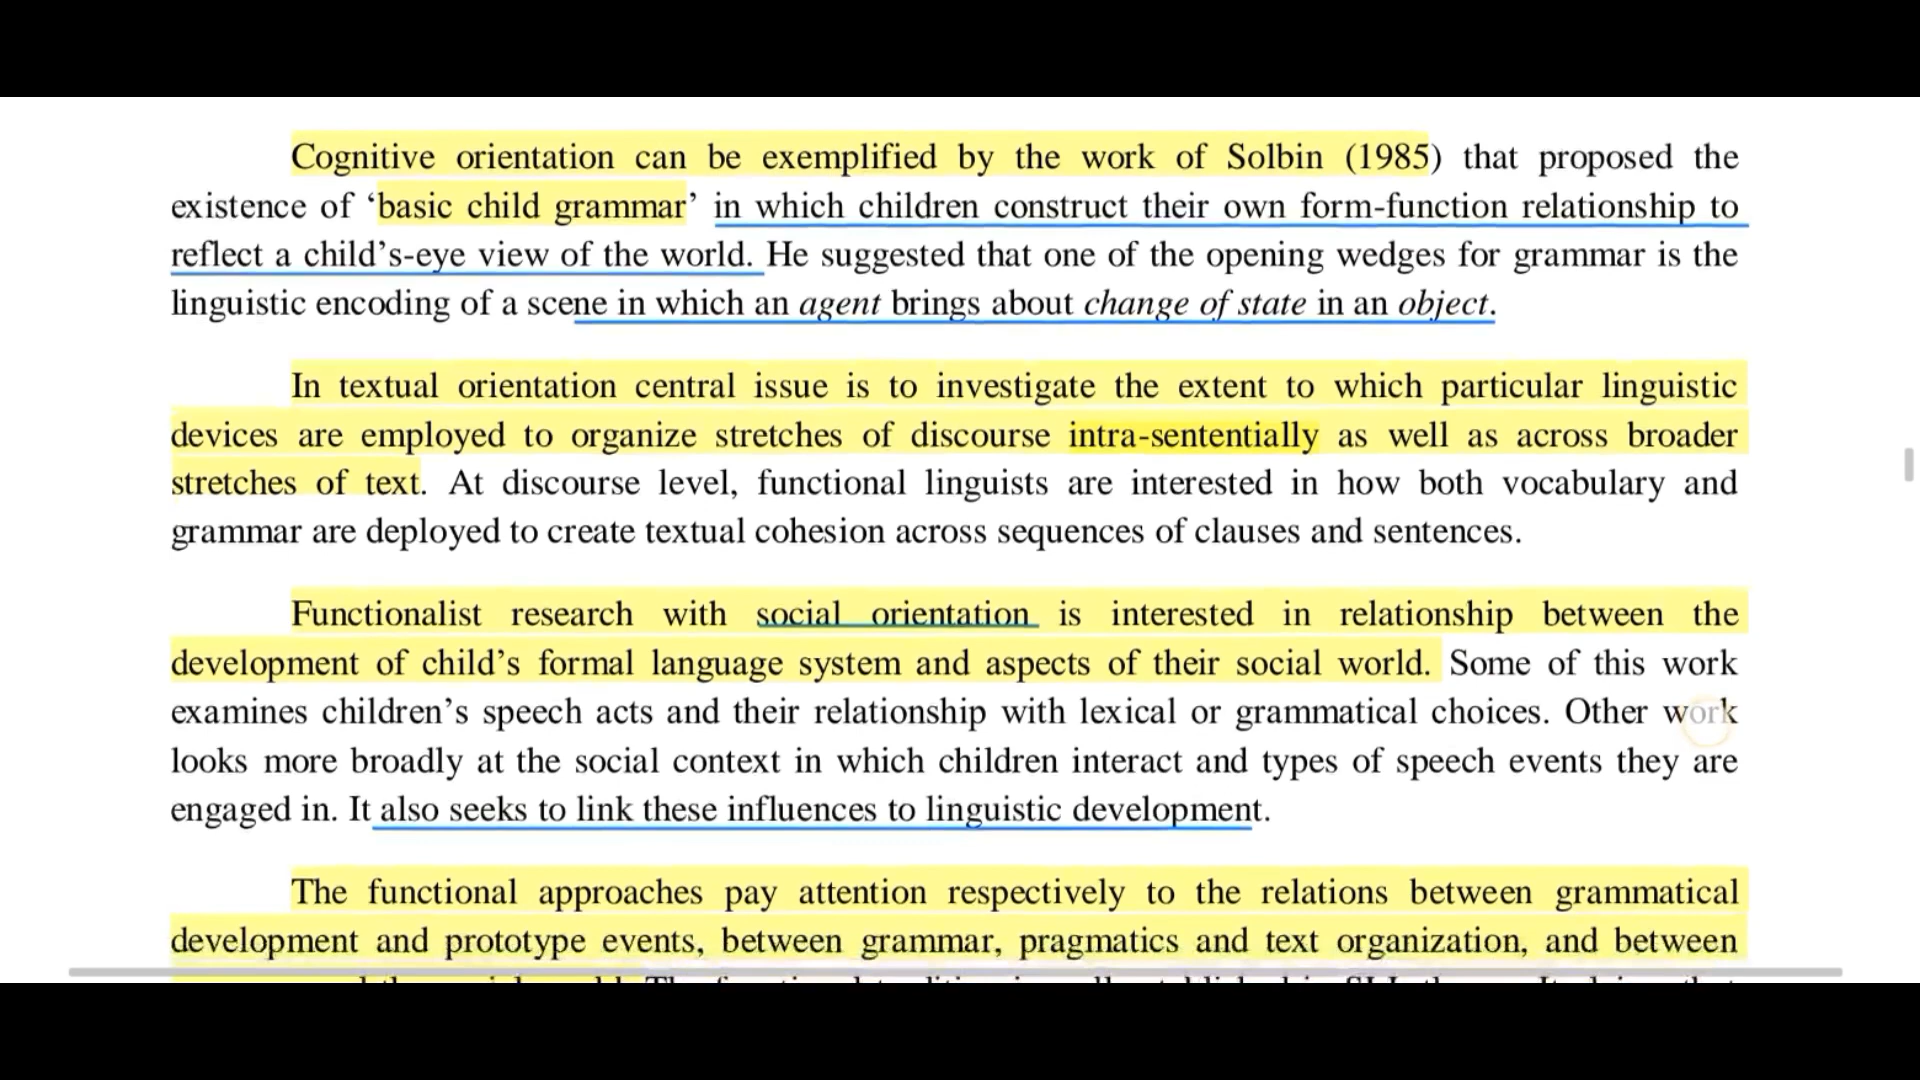 Cognitive orientation can be exemplified by the work of Solbin (1985) that proposed the
existence of ‘basic child grammar’ in which children construct their own form-function relationship to
reflect a child’s-eye view of the world. He suggested that one of the opening wedges for grammar is the
linguistic encoding of a scene in which an agent brings about change of state in an object.
In textual orientation central issue is to investigate the extent to which particular linguistic
devices are employed to organize stretches of discourse intra-sententially as well as across broader
stretches of text. At discourse level, functional linguists are interested in how both vocabulary and
grammar are deployed to create textual cohesion across sequences of clauses and sentences.
Functionalist research with social orientation is interested in relationship between the
development of child’s formal language system and aspects of their social world. Some of this work
examines children’s speech acts and their relationship with lexical or grammatical choices. Other work
looks more broadly at the social context in which children interact and types of speech events they are
engaged in. It also seeks to link these influences to linguistic development.
The functional approaches pay attention respectively to the relations between grammatical
development and prototype events, between grammar, pragmatics and text organization, and between